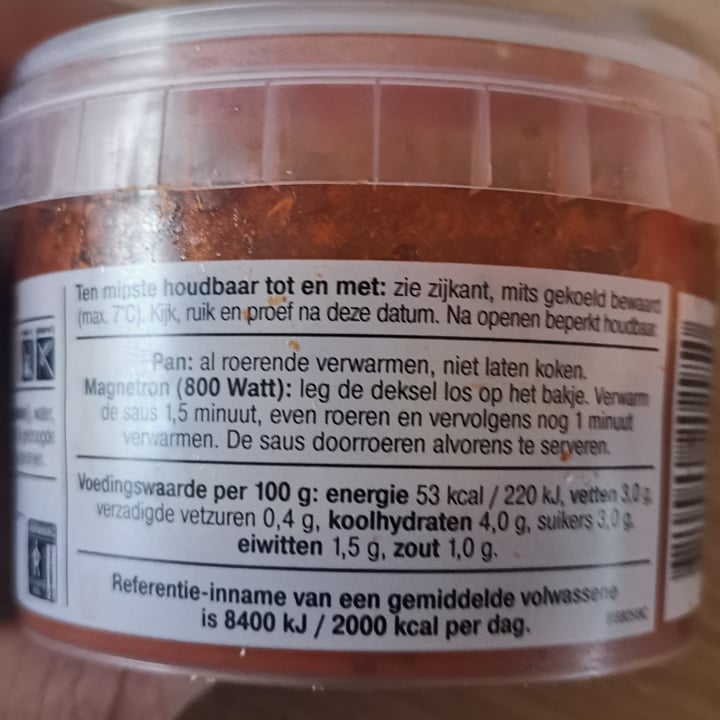 Ten minste houdbaar tot en met: zie zijkant, mits gekoeld bewaard
(max. 7°C). Kijk, ruik en proef na deze datum. Na openen beperkt houdbaar.
Pan: al roerende verwarmen, niet laten koken.
Magnetron (800 Watt): leg de deksel los op het bakje. Verwarm
de saus 1,5 minuut, even roeren en vervolgens nog 1 minuut
verwarmen. De saus doorroeren alvorens te serveren.
Voedingswaarde per 100 g: energie 53 kcal / 220 kJ, vetten 3,0 g,
verzadigde vetzuren 0,4 g, koolhydraten 4,0 g, suikers 3,0 g,
eiwitten 1,5 g, zout 1,0 g.
Referentie-inname van een gemiddelde volwassene
is 8400 kJ / 2000 kcal per dag.